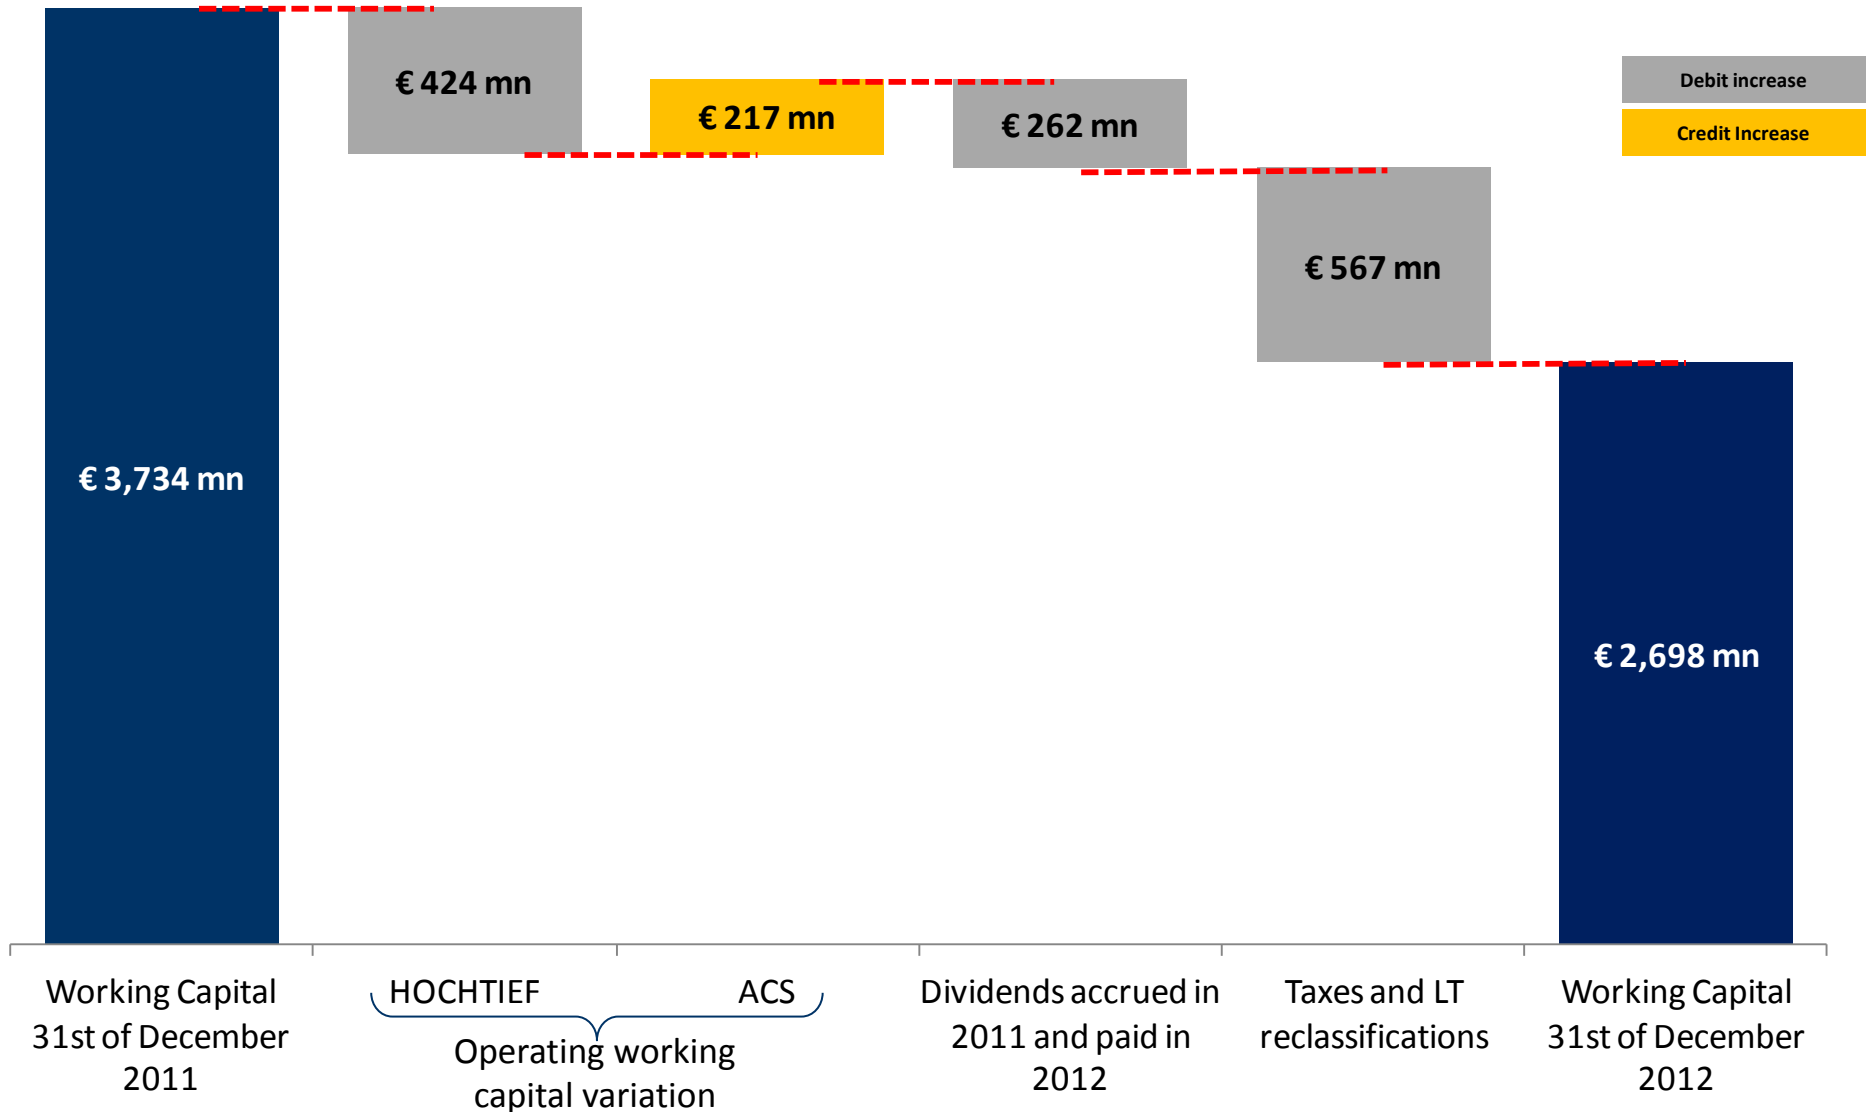 € 424 mn
€ 217 mn
€ 262 mn
Debit increase
Credit Increase
€ 567 mn
€ 3,734 mn
€ 2,698 mn
Working Capital
31st of December
2011
HOCHTIEF
ACS
Operating working
capital variation
Dividends accrued in
2011 and paid in
2012
Taxes and LT
reclassifications
Working Capital
31st of December
2012